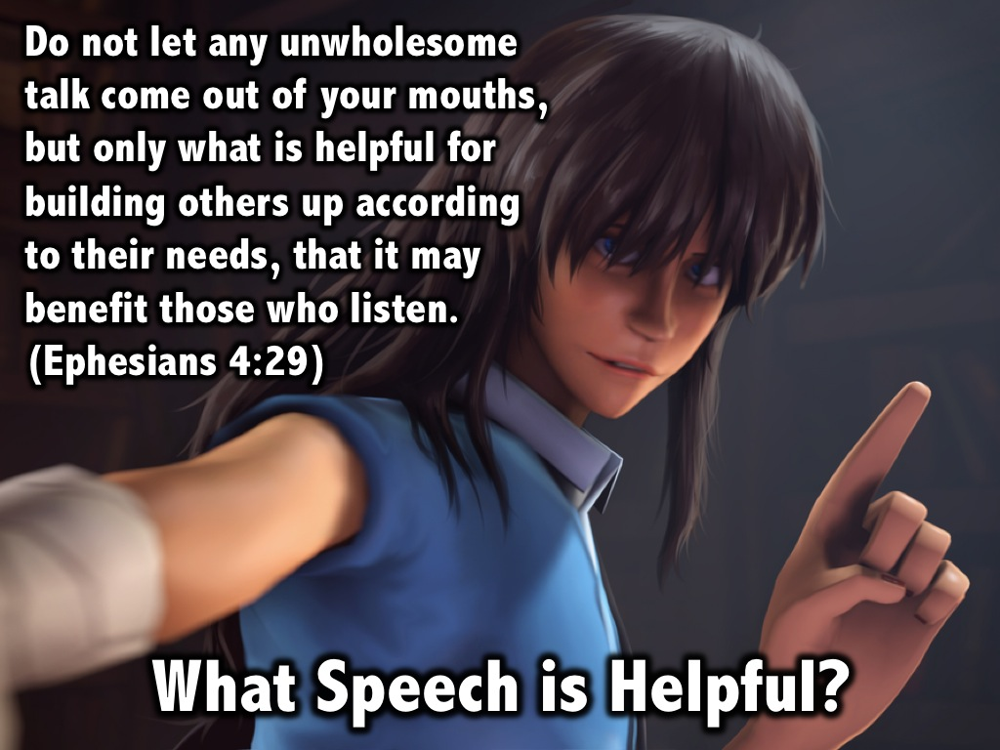 Do not let any unwholesome
talk come out of your mouths,
but only what is helpful for
building others up according
to their needs, that it may
benefit those who listen.
(Ephesians 4:29)
What Speech is Helpful?